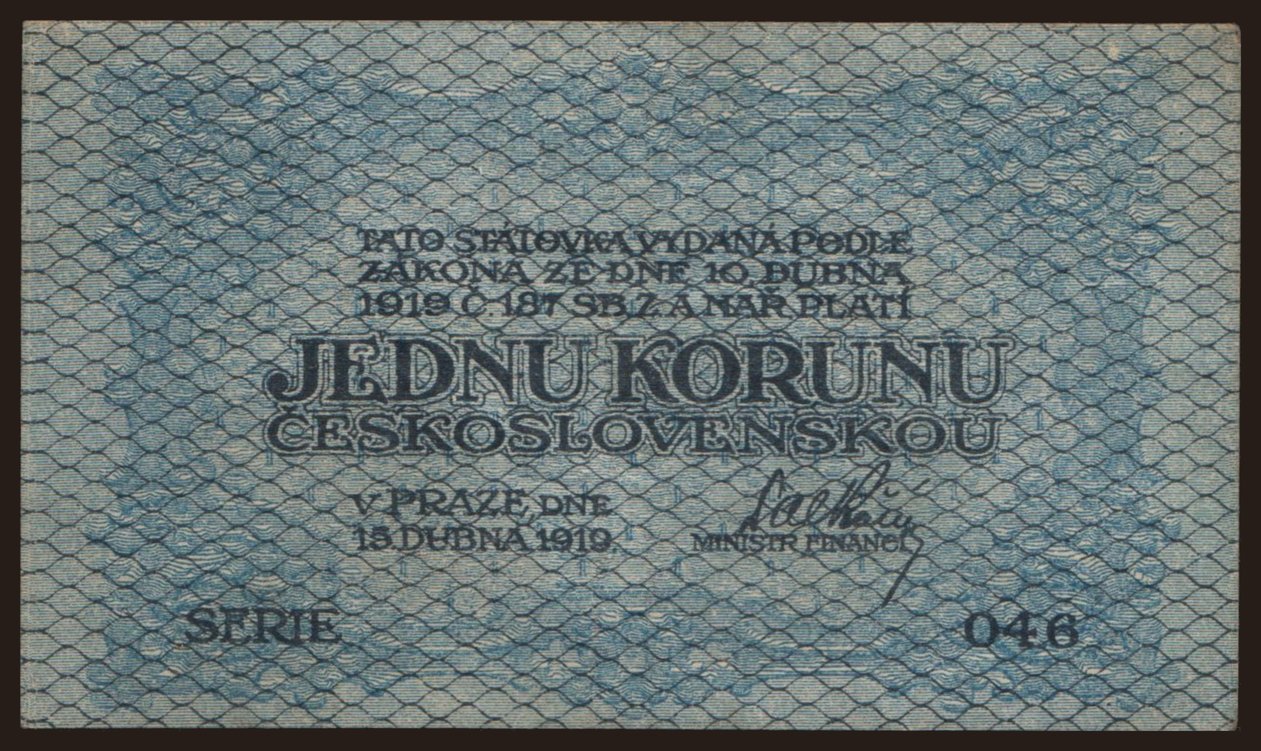 TATO STÁTOVKA VYDANÁ PODLE
ZÁKONA ZE DNE 10. DUBNA
1919 Č. 187 SB Z A NAŘ PLATÍ
JEDNU KORUNU
ČESKOSLOVENSKOU
V PRAZE, DNE
15. DUBNA 1919.
MINISTR FINANCÍ
SERIE 046